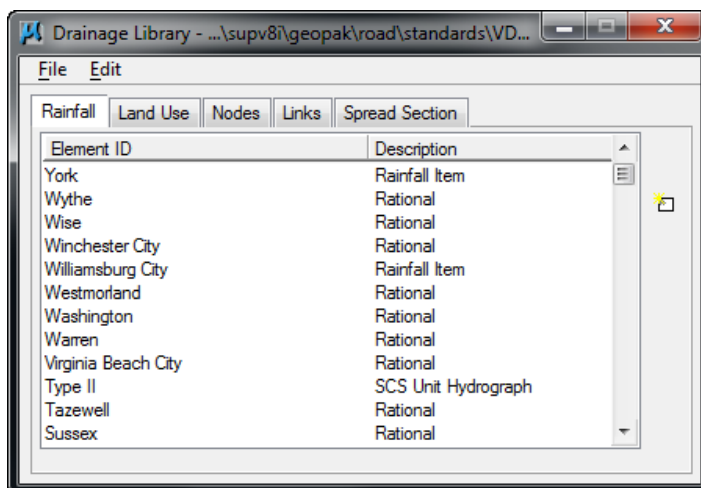 Drainage Library - ...\supv8i\geopak\road\standards\VD...
File Edit
Rainfall Land Use Nodes Links Spread Section
Element ID Description
York Rainfall Item
Wythe Rational
Wise Rational
Winchester City Rational
Williamsburg City Rainfall Item
Westmorland Rational
Washington Rational
Warren Rational
Virginia Beach City Rational
Type II SCS Unit Hydrograph
Tazewell Rational
Sussex Rational